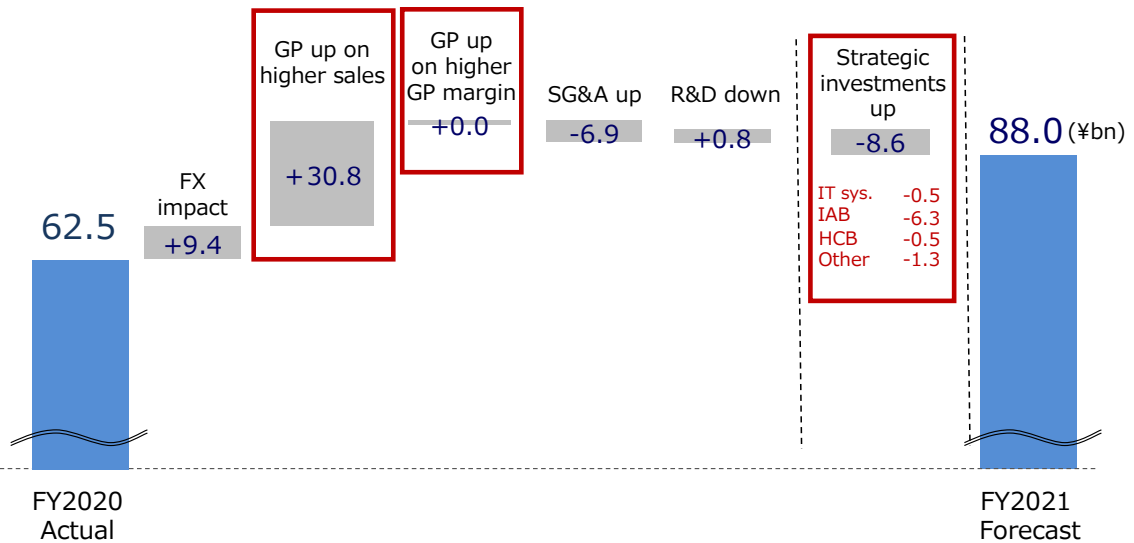 GP up on
higher sales
GP up
on higher
GP margin
+0.0
SG&A up
-6.9
R&D down
+0.8
Strategic
investments
up
-8.6
88.0 (¥bn)
+30.8
FX
impact
+9.4
62.5
IT sys. -0.5
IAB -6.3
HCB -0.5
Other -1.3
FY2020
Actual
FY2021
Forecast